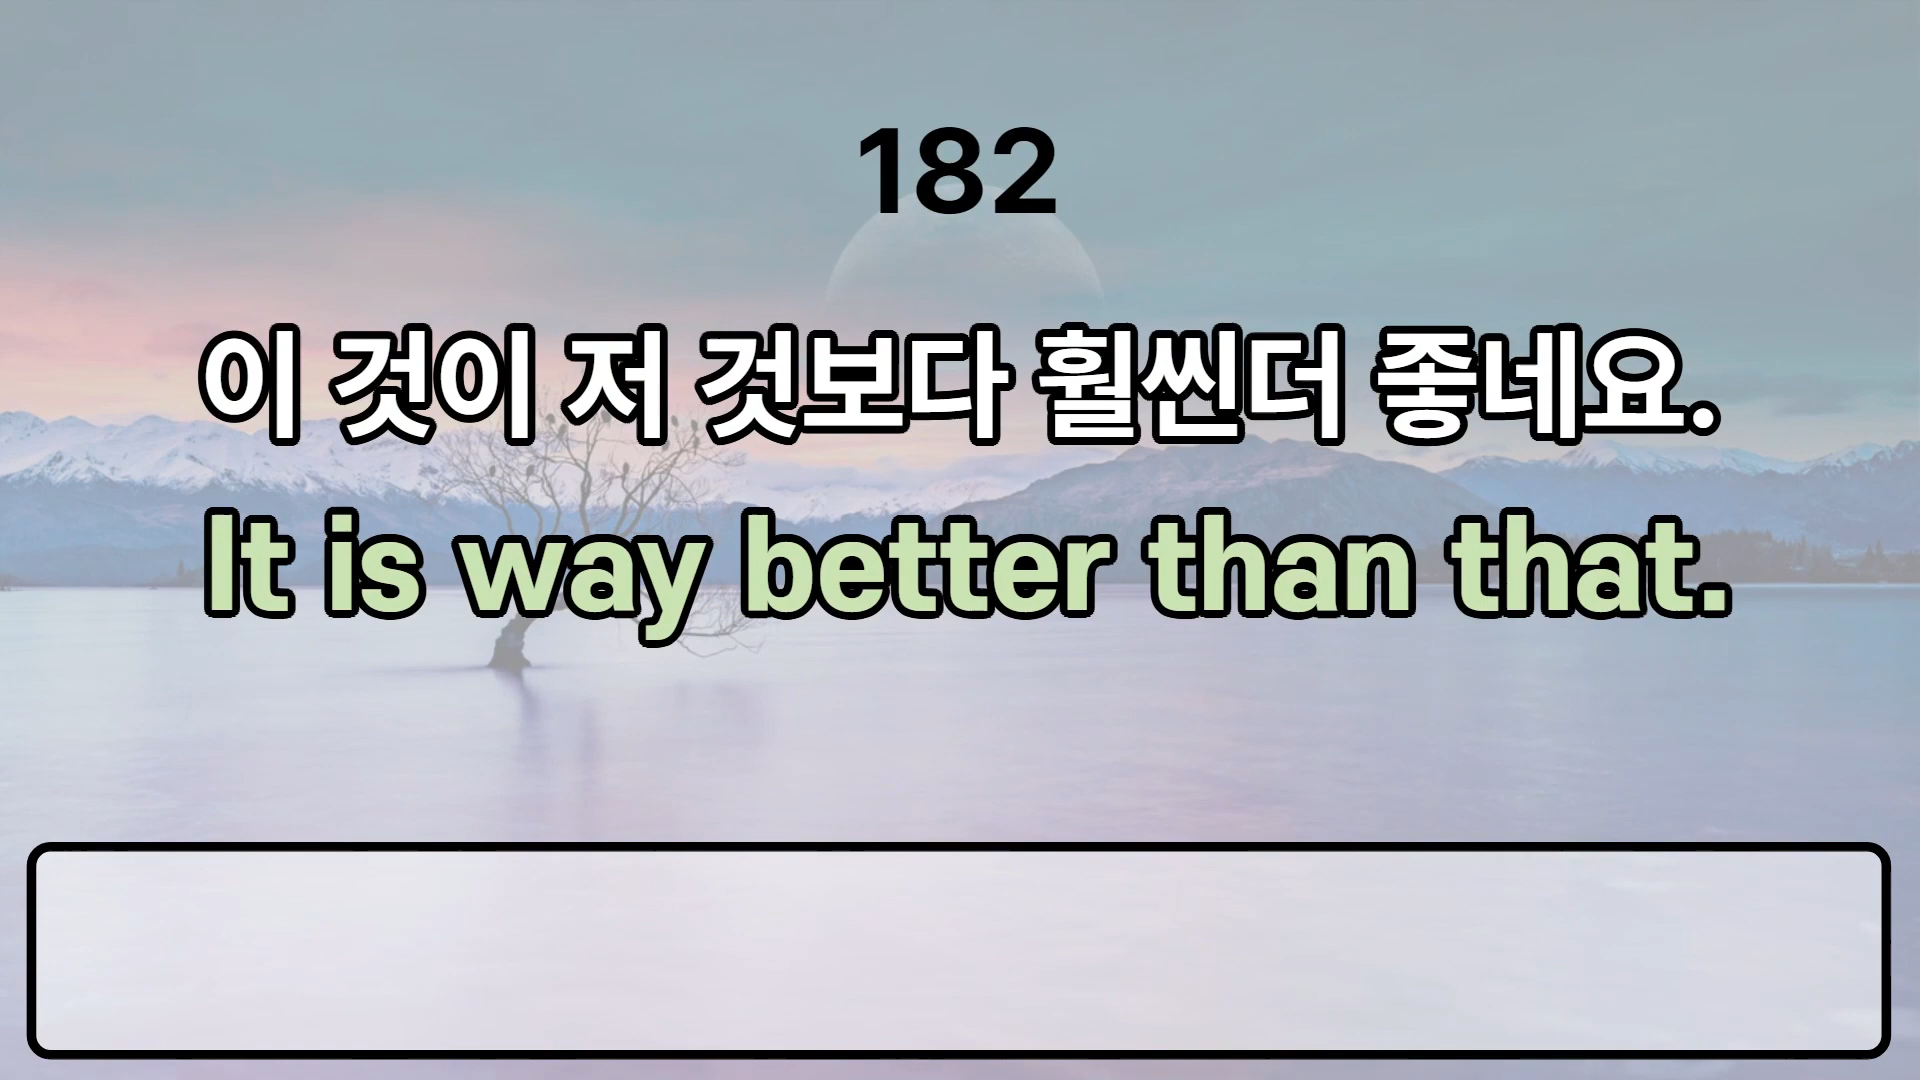 182
이 것이 저 것보다 훨씬더 좋네요.
It is way better than that.